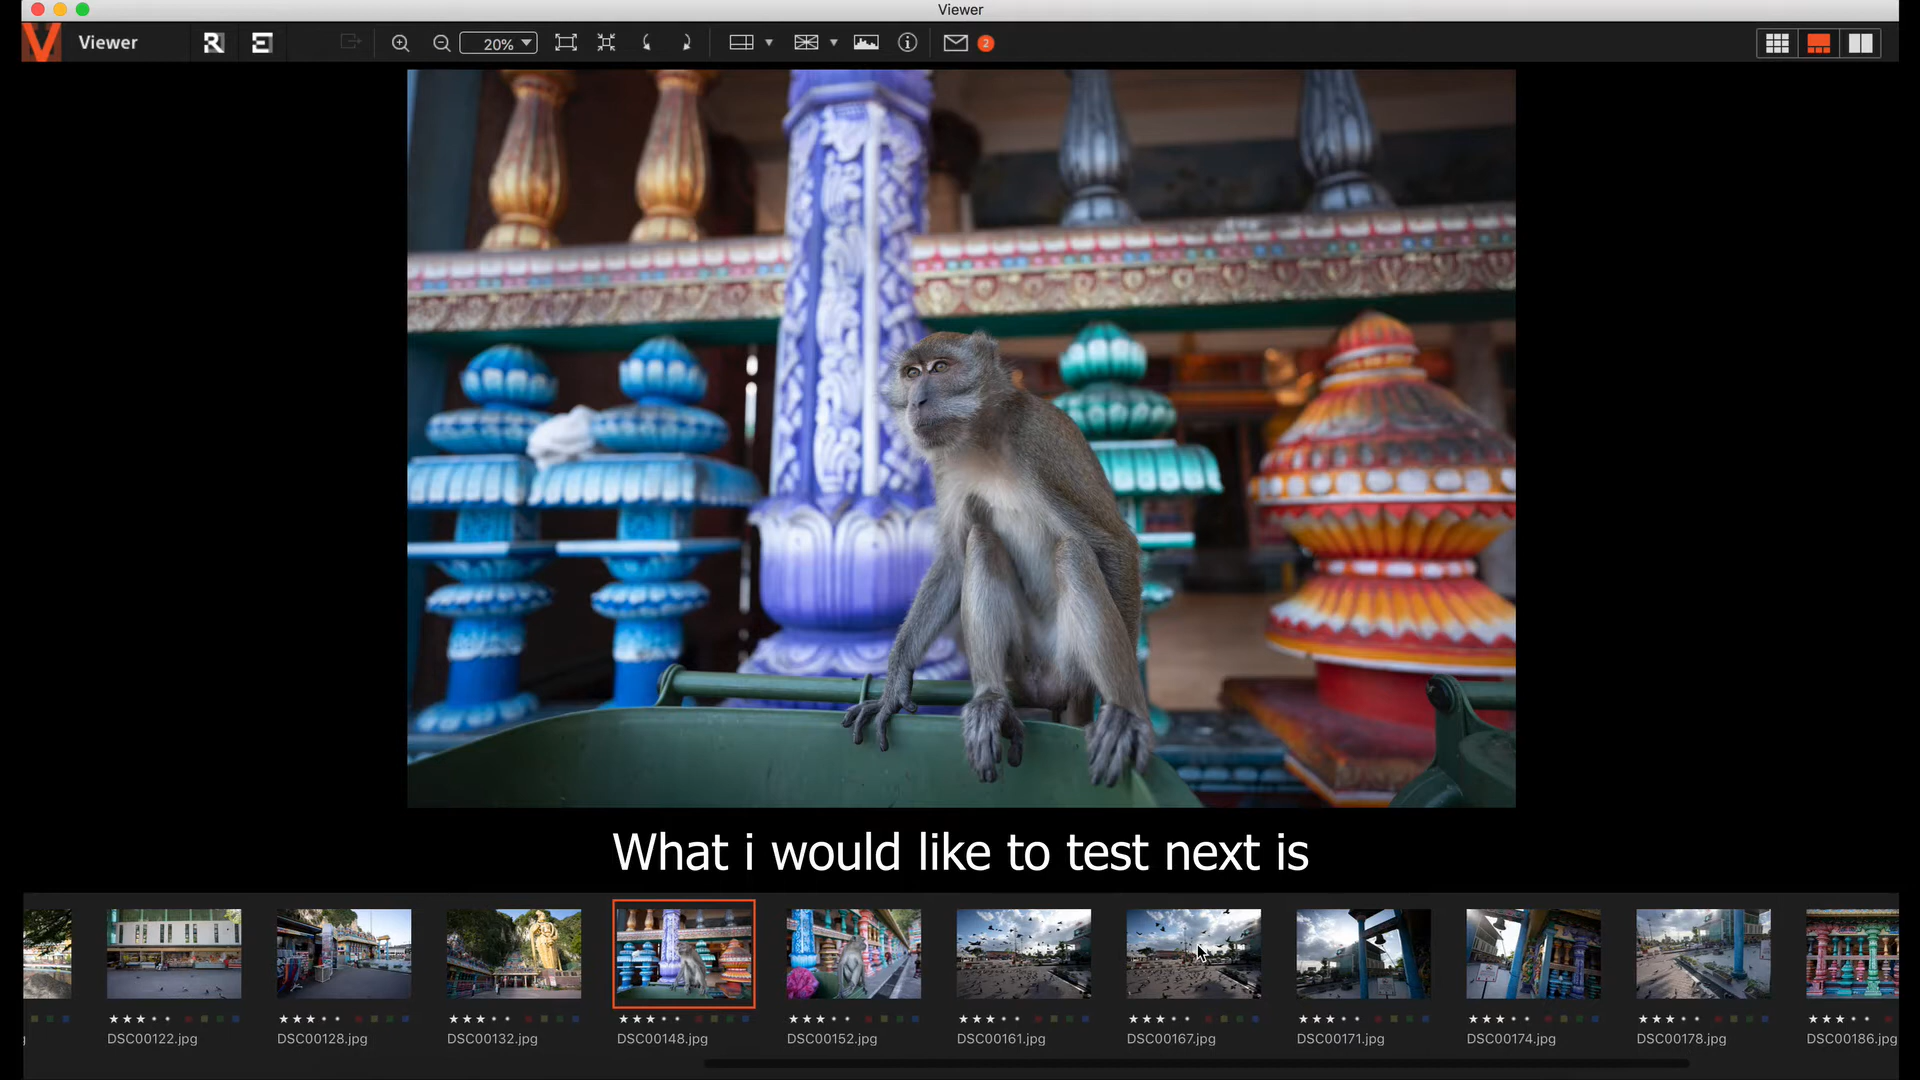 Viewer
Viewer
20%
2
What i would like to test next is
DSC00122.jpg
DSC00128.jpg
DSC00132.jpg
DSC00148.jpg
DSC00152.jpg
DSC00161.jpg
DSC00167.jpg
DSC00171.jpg
DSC00174.jpg
DSC00178.jpg
DSC00186.jpg